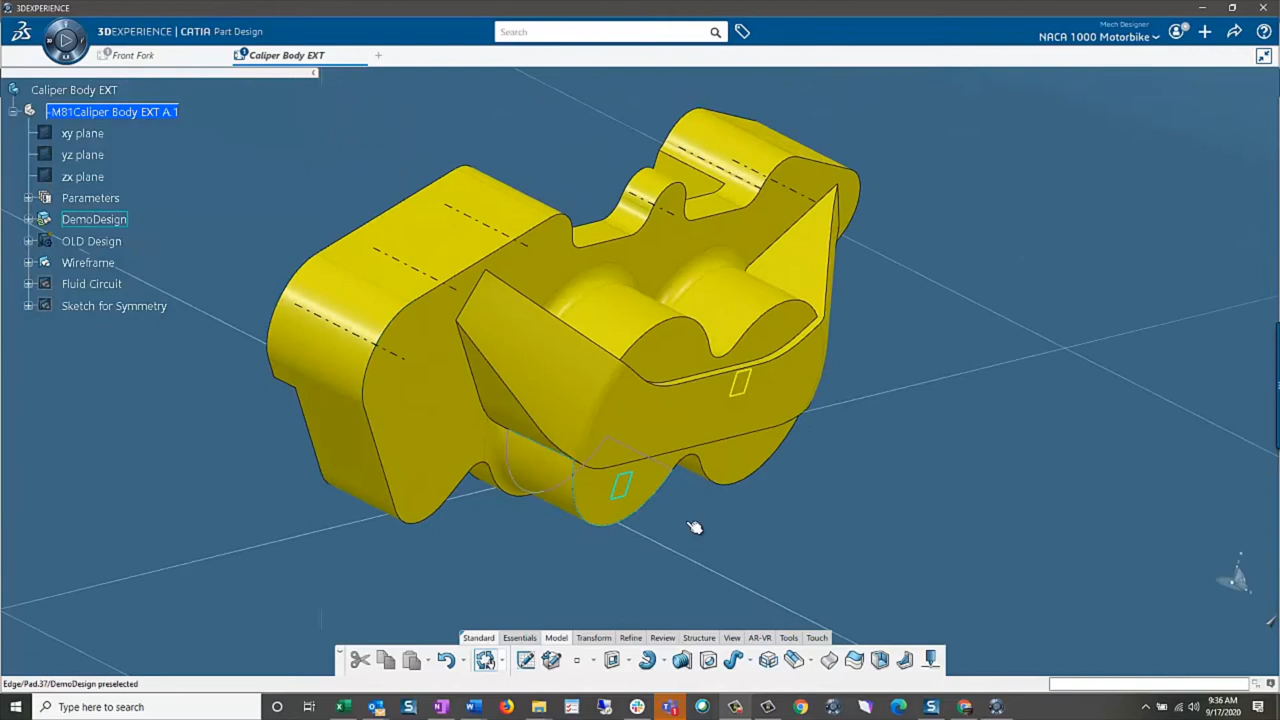 3DEXPERIENCE
3DEXPERIENCE | CATIA Part Design
Search
Mech Designer
NACA 1000 Motorbike
Front Fork
Caliper Body EXT
Caliper Body EXT
-M81Caliper Body EXT A.1
xy plane
yz plane
zx plane
Parameters
DemoDesign
OLD Design
Wireframe
Fluid Circuit
Sketch for Symmetry
Standard Essentials Model Transform Refine Review Structure View AR-VR Tools Touch
Edge/Pad.37/DemoDesign preselected
Type here to search
9:36 AM
9/17/2020